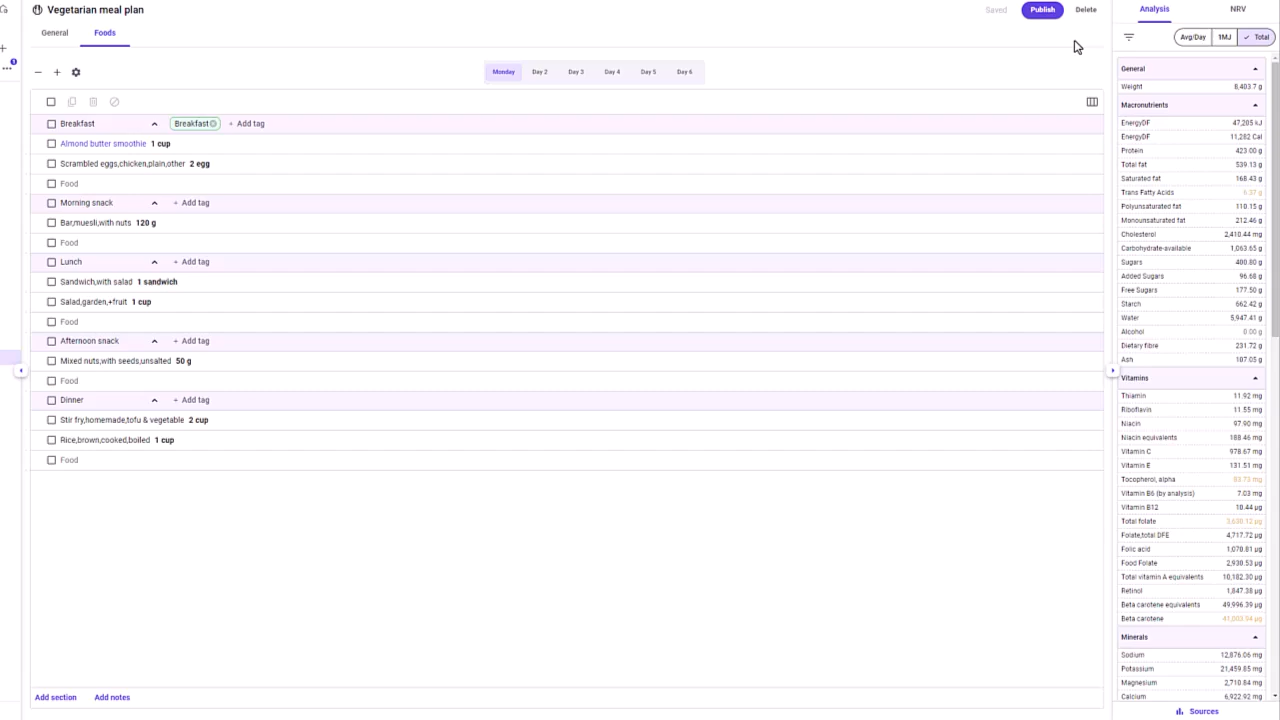 Vegetarian meal plan
Saved
Publish
Delete
General
Foods
Monday
Day 2
Day 3
Day 4
Day 5
Day 6
Breakfast Breakfast + Add tag
Almond butter smoothie 1 cup
Scrambled eggs,chicken,plain,other 2 egg
Food
Morning snack + Add tag
Bar,muesli,with nuts 120 g
Food
Lunch + Add tag
Sandwich,with salad 1 sandwich
Salad,garden,+fruit 1 cup
Food
Afternoon snack + Add tag
Mixed nuts,with seeds,unsalted 50 g
Food
Dinner + Add tag
Stir fry,homemade,tofu & vegetable 2 cup
Rice,brown,cooked,boiled 1 cup
Food
Add section
Add notes
Analysis
NRV
Avg/Day
1MJ
Total
General
Weight 8,403.7 g
Macronutrients
EnergyDF 47,205 kJ
EnergyDF 11,282 Cal
Protein 423.00 g
Total fat 539.13 g
Saturated fat 168.43 g
Trans Fatty Acids 6.37 g
Polyunsaturated fat 110.15 g
Monounsaturated fat 212.46 g
Cholesterol 2,410.44 mg
Carbohydrate-available 1,063.65 g
Sugars 400.80 g
Added Sugars 96.68 g
Free Sugars 177.50 g
Starch 662.42 g
Water 5,947.41 g
Alcohol 0.00 g
Dietary fibre 231.72 g
Ash 107.05 g
Vitamins
Thiamin 11.92 mg
Riboflavin 11.55 mg
Niacin 97.90 mg
Niacin equivalents 188.46 mg
Vitamin C 978.67 mg
Vitamin E 131.51 mg
Tocopherol, alpha 83.73 mg
Vitamin B6 (by analysis) 7.03 mg
Vitamin B12 10.44 µg
Total folate 3,630.12 µg
Folate,total DFE 4,717.72 µg
Folic acid 1,070.81 µg
Food Folate 2,930.53 µg
Total vitamin A equivalents 10,182.30 µg
Retinol 1,847.38 µg
Beta carotene equivalents 49,996.39 µg
Beta carotene 41,003.94 µg
Minerals
Sodium 12,876.06 mg
Potassium 21,459.85 mg
Magnesium 2,710.84 mg
Calcium 6,922.92 mg
Sources